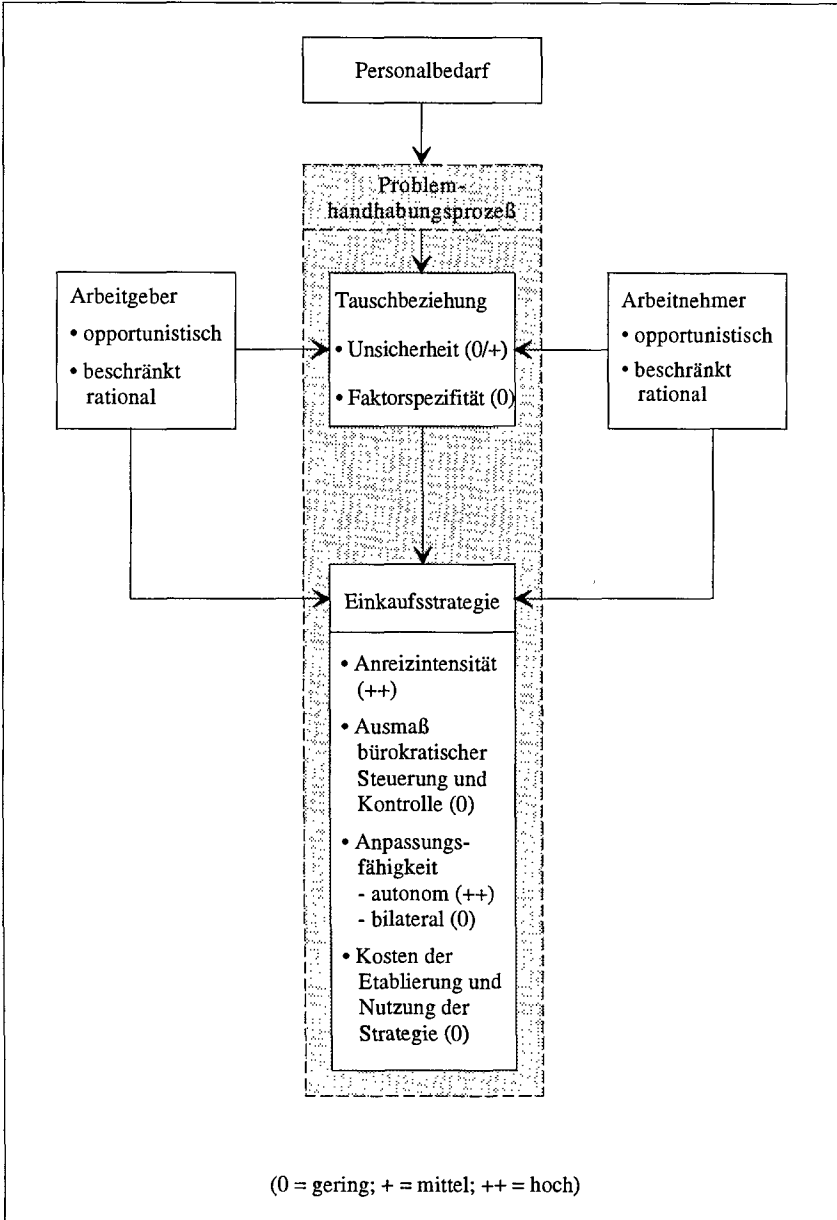 Personalbedarf
Problem-
handhabungsprozeß
Arbeitgeber
• opportunistisch
• beschränkt
rational
Tauschbeziehung
• Unsicherheit (0/+)
• Faktorspezifität (0)
Arbeitnehmer
• opportunistisch
• beschränkt
rational
Einkaufsstrategie
• Anreizintensität
(++)
• Ausmaß
bürokratischer
Steuerung und
Kontrolle (0)
• Anpassungs-
fähigkeit
- autonom (++)
- bilateral (0)
• Kosten der
Etablierung und
Nutzung der
Strategie (0)
(0 = gering; + = mittel; ++ = hoch)